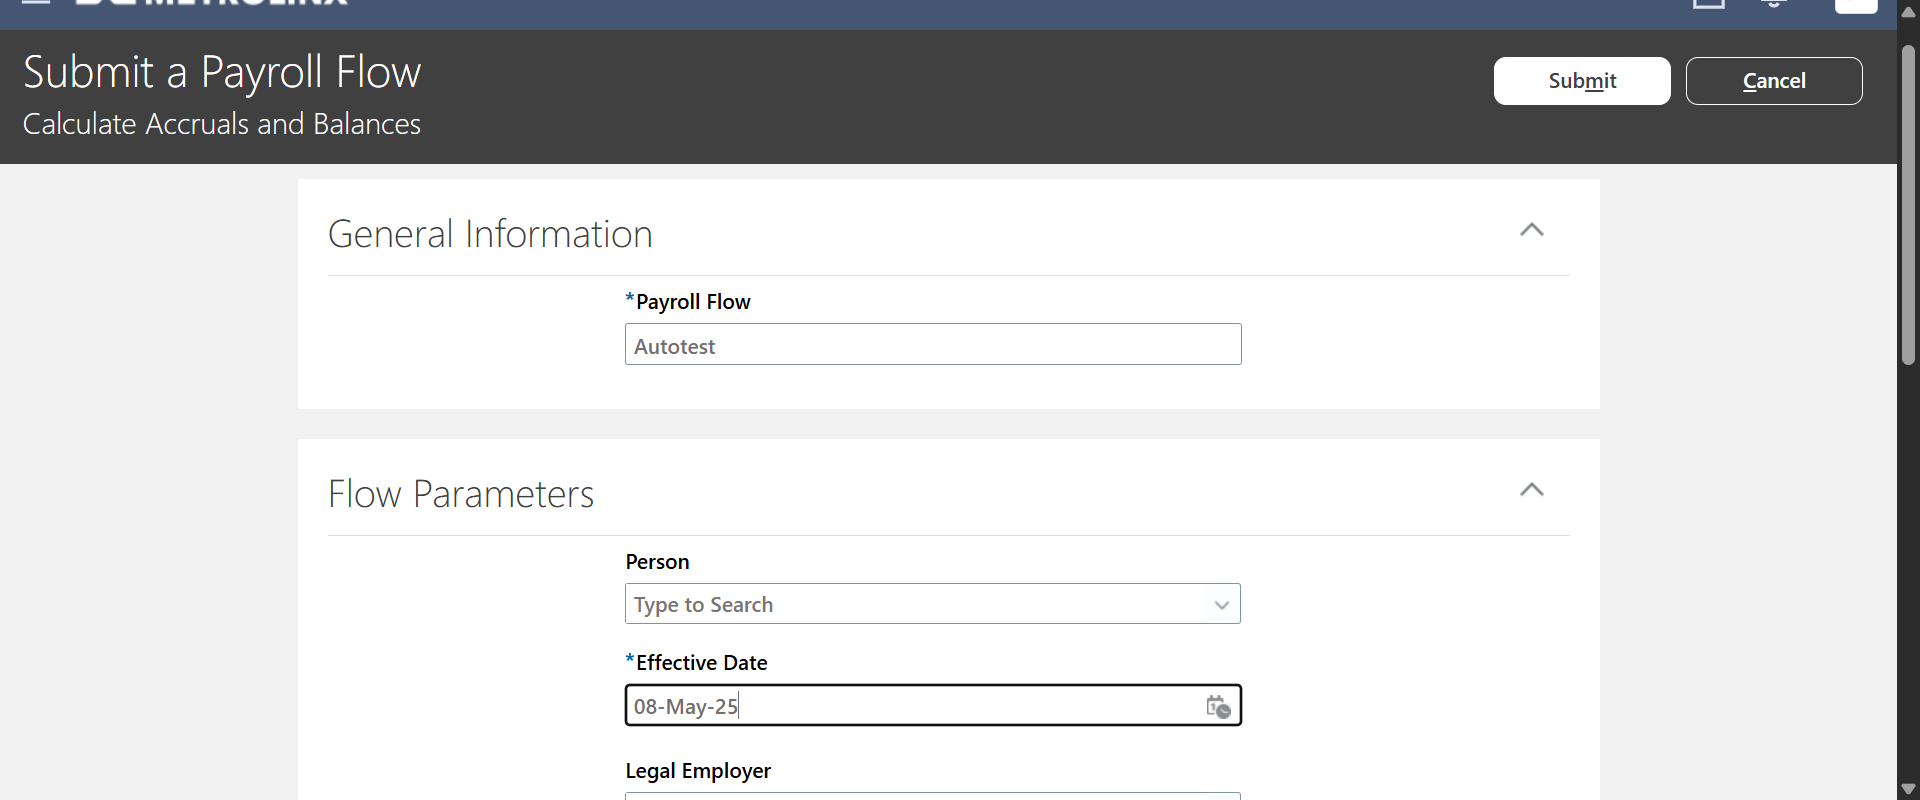 METROLINX
Submit a Payroll Flow
Calculate Accruals and Balances
Submit
Cancel
General Information
*Payroll Flow
Autotest
Flow Parameters
Person
Type to Search
*Effective Date
08-May-25
Legal Employer